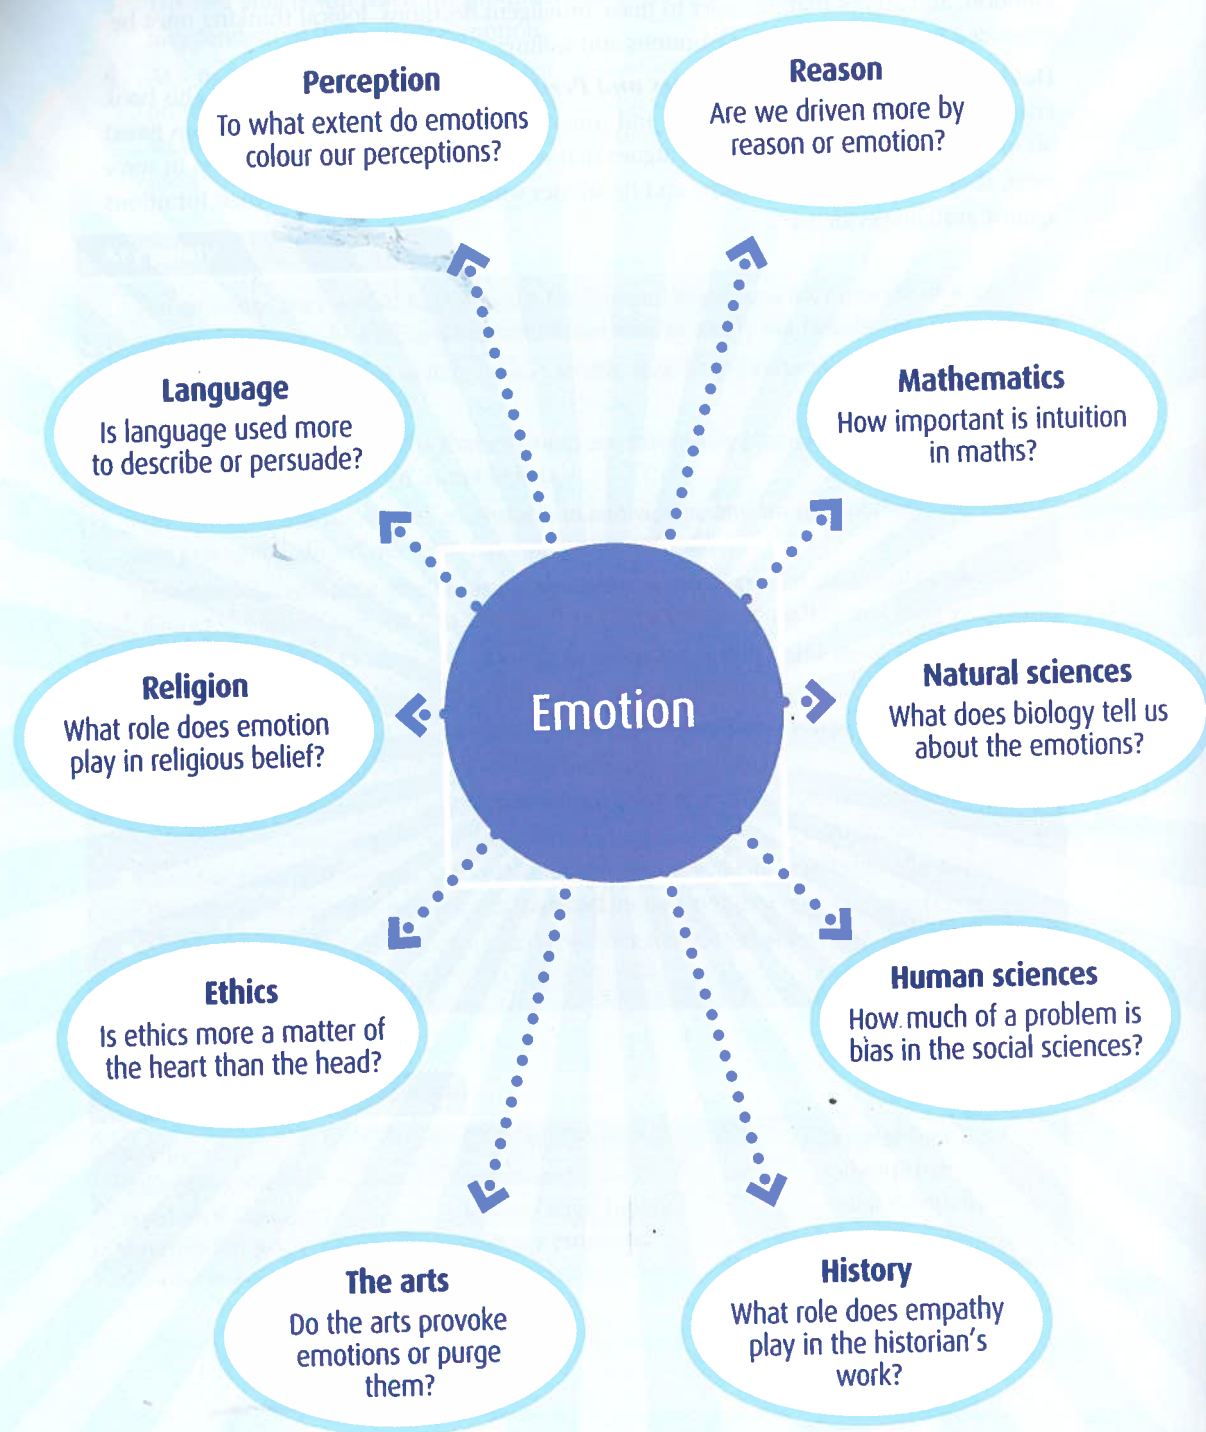 Perception
To what extent do emotions
colour our perceptions?
Reason
Are we driven more by
reason or emotion?
Language
Is language used more
to describe or persuade?
Mathematics
How important is intuition
in maths?
Religion
What role does emotion
play in religious belief?
Emotion
Natural sciences
What does biology tell us
about the emotions?
Ethics
Is ethics more a matter of
the heart than the head?
Human sciences
How much of a problem is
bias in the social sciences?
The arts
Do the arts provoke
emotions or purge
them?
History
What role does empathy
play in the historian's
work?